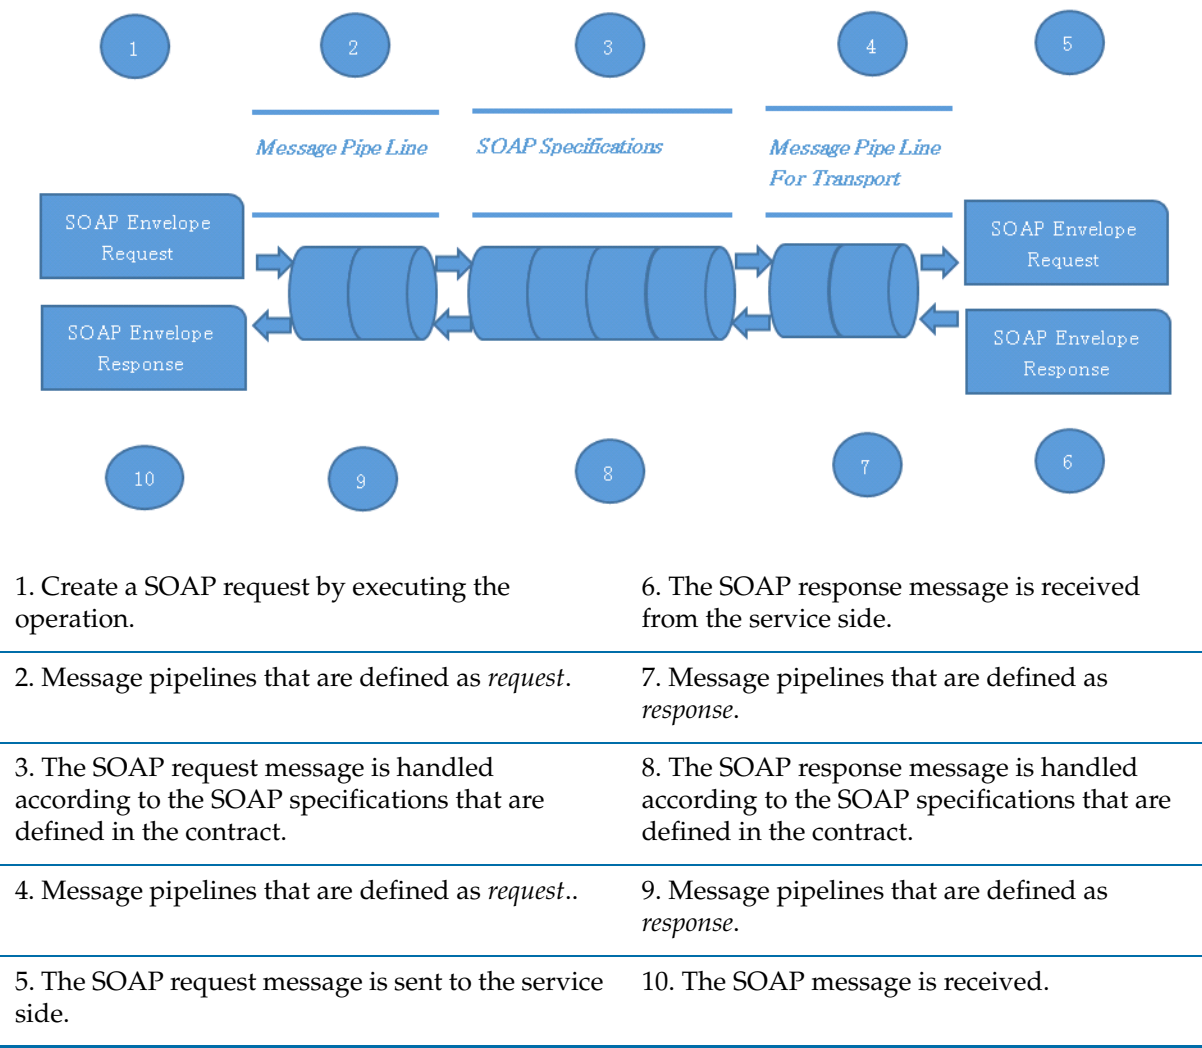 1
2
3
4
5
Message Pipe Line
SOAP Specifications
Message Pipe Line
For Transport
SOAP Envelope
Request
SOAP Envelope
Request
SOAP Envelope
Response
SOAP Envelope
Response
10
9
8
7
6
1. Create a SOAP request by executing the
operation.
6. The SOAP response message is received
from the service side.
2. Message pipelines that are defined as request.
7. Message pipelines that are defined as
response.
3. The SOAP request message is handled
according to the SOAP specifications that are
defined in the contract.
8. The SOAP response message is handled
according to the SOAP specifications that are
defined in the contract.
4. Message pipelines that are defined as request..
9. Message pipelines that are defined as
response.
5. The SOAP request message is sent to the service
side.
10. The SOAP message is received.